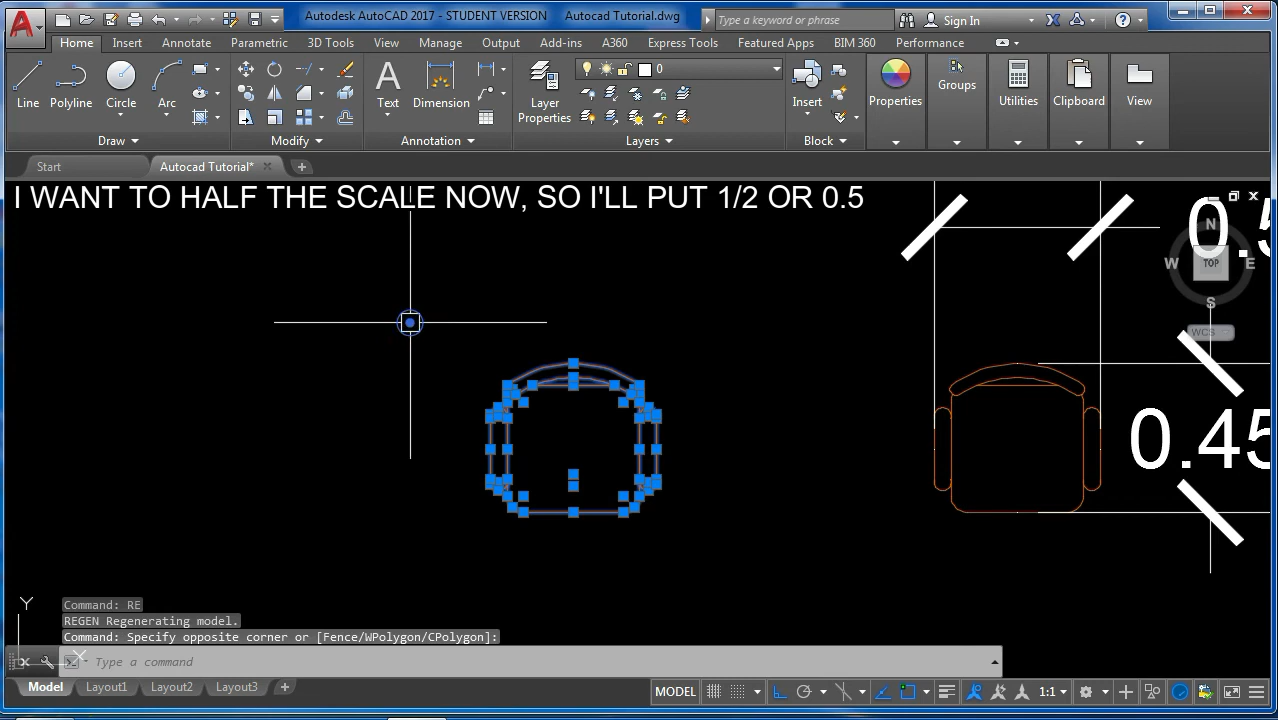 Autodesk AutoCAD 2017 - STUDENT VERSION Autocad Tutorial.dwg Type a keyword or phrase Sign In
Home Insert Annotate Parametric 3D Tools View Manage Output Add-ins A360 Express Tools Featured Apps BIM 360 Performance
0
Line Polyline Circle Arc Text Dimension Layer Properties Insert Properties Groups Utilities Clipboard View
Draw Modify Annotation Layers Block
Start Autocad Tutorial*
I WANT TO HALF THE SCALE NOW, SO I'LL PUT 1/2 OR 0.5
N
W TOP E
S
WCS
0.45
Y
Command: RE
REGEN Regenerating model.
Command: Specify opposite corner or [Fence/WPolygon/CPolygon]:
X
Type a command
Model Layout1 Layout2 Layout3 MODEL 1:1